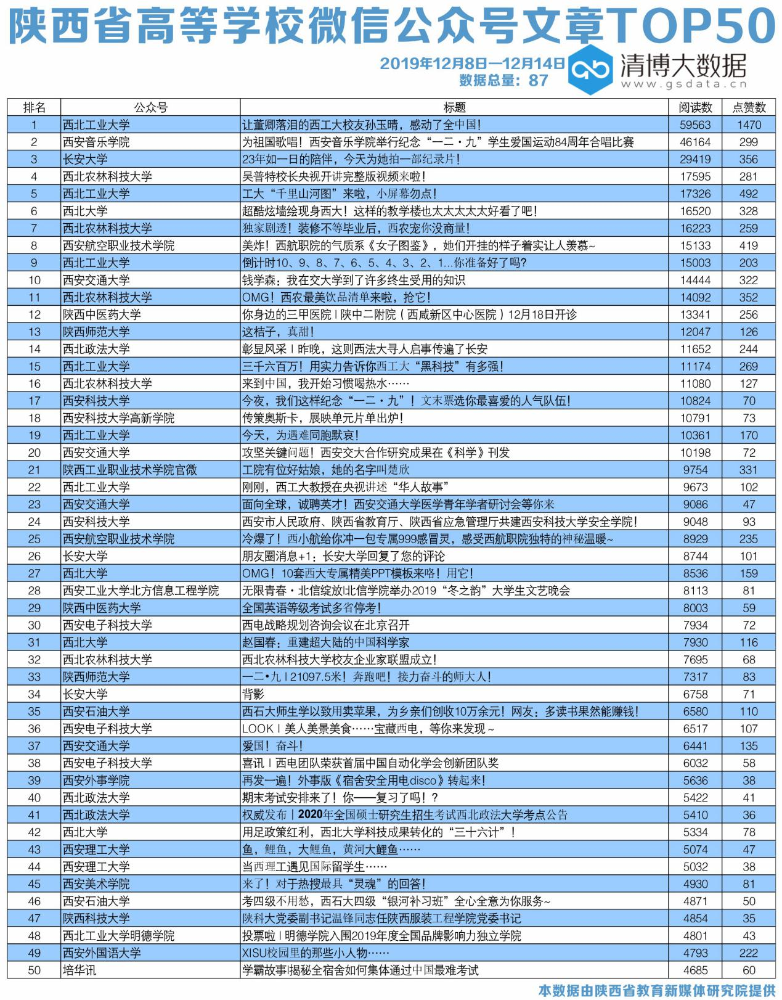 陕西省高等学校微信公众号文章TOP50
2019年12月8日—12月14日
数据总量：87
清博大数据
www.gsdata.cn
排名 公众号 标题 阅读数 点赞数
1 西北工业大学 让董卿落泪的西工大校友孙玉晴，感动了全中国！ 59563 1470
2 西安音乐学院 为祖国歌唱！西安音乐学院举行纪念“一二·九”学生爱国运动84周年合唱比赛 46164 299
3 长安大学 23年如一日的陪伴，今天为她拍一部纪录片！ 29419 356
4 西北农林科技大学 吴普特校长央视开讲完整版视频来啦！ 17595 281
5 西北工业大学 工大“千里山河图”来啦，小屏幕勿点！ 17326 492
6 西北大学 超酷炫墙绘现身西大！这样的教学楼也太太太太太好看了吧！ 16520 328
7 西北农林科技大学 独家剧透！装修不等毕业后，西农宠你没商量！ 16223 259
8 西安航空职业技术学院 美炸！西航职院的气质系《女子图鉴》，她们开挂的样子着实让人羡慕~ 15133 419
9 西北工业大学 倒计时10、9、8、7、6、5、4、3、2、1...你准备好了吗？ 15003 203
10 西安交通大学 钱学森：我在交大学到了许多终生受用的知识 14444 322
11 西北农林科技大学 OMG！西农最美饮品清单来啦，抢它！ 14092 352
12 陕西中医药大学 你身边的三甲医院 | 陕中二附院（西咸新区中心医院）12月18日开诊 13341 256
13 陕西师范大学 这桔子，真甜！ 12047 126
14 西北政法大学 彰显风采 | 昨晚，这则西法大寻人启事传遍了长安 11652 244
15 西北工业大学 三千六百万！用实力告诉你西工大“黑科技”有多强！ 11174 269
16 西北农林科技大学 来到中国，我开始习惯喝热水…… 11080 127
17 西安科技大学 今夜，我们这样纪念“一二·九”！文末票选你最喜爱的人气队伍！ 10824 70
18 西安科技大学高新学院 传策奥斯卡，展映单元片单出炉！ 10791 73
19 西北工业大学 今天，为遇难同胞默哀！ 10361 170
20 西安交通大学 攻坚关键问题！西安交大合作研究成果在《科学》刊发 10198 72
21 陕西工业职业技术学院官微 工院有位好姑娘，她的名字叫楚欣 9754 331
22 西北工业大学 刚刚，西工大教授在央视讲述“华人故事” 9673 102
23 西安交通大学 面向全球，诚聘英才！西安交通大学医学青年学者研讨会等你来 9086 47
24 西安科技大学 西安市人民政府、陕西省教育厅、陕西省应急管理厅共建西安科技大学安全学院！ 9048 93
25 西安航空职业技术学院 冷爆了！西小航给你冲一包专属999感冒灵，感受西航职院独特的神秘温暖~ 8929 235
26 长安大学 朋友圈消息+1：长安大学回复了您的评论 8744 101
27 西北大学 OMG！10套西大专属精美PPT模板来咯！用它！ 8536 159
28 西安工业大学北方信息工程学院 无限青春·北信绽放|北信学院举办2019“冬之韵”大学生文艺晚会 8113 81
29 陕西中医药大学 全国英语等级考试多省停考！ 8003 59
30 西安电子科技大学 西电战略规划咨询会议在北京召开 7934 72
31 西北大学 赵国春：重建超大陆的中国科学家 7930 116
32 西北农林科技大学 西北农林科技大学校友企业家联盟成立！ 7695 68
33 陕西师范大学 一二•九 | 21097.5米！奔跑吧！接力奋斗的师大人！ 7317 83
34 长安大学 背影 6758 71
35 西安石油大学 西石大师生学以致用卖苹果，为乡亲们创收10万余元！网友：多读书果然能赚钱！ 6580 110
36 西安电子科技大学 LOOK | 美人美景美食……宝藏西电，等你来发现～ 6517 107
37 西安交通大学 爱国！奋斗！ 6441 135
38 西安电子科技大学 喜讯 | 西电团队荣获首届中国自动化学会创新团队奖 6032 58
39 西安外事学院 再发一遍！外事版《宿舍安全用电disco》转起来！ 5636 38
40 西北政法大学 期末考试安排来了！你——复习了吗！？ 5422 41
41 西北政法大学 权威发布丨2020年全国硕士研究生招生考试西北政法大学考点公告 5410 36
42 西北大学 用足政策红利，西北大学科技成果转化的“三十六计”！ 5334 78
43 西安理工大学 鱼，鲤鱼，大鲤鱼，黄河大鲤鱼…… 5074 47
44 西安理工大学 当西理工遇见国际留学生…… 5032 38
45 西安美术学院 来了！对于热搜最具“灵魂”的回答！ 4930 81
46 西安石油大学 考四级不用愁，西石大四级“银河补习班”全心全意为你服务~ 4871 50
47 陕西科技大学 陕科大党委副书记温锋同志任陕西服装工程学院党委书记 4854 35
48 西北工业大学明德学院 投票啦 | 明德学院入围2019年度全国品牌影响力独立学院 4801 43
49 西安外国语大学 XISU校园里的那些小人物…… 4793 222
50 培华讯 学霸故事|揭秘全宿舍如何集体通过中国最难考试 4685 60
本数据由陕西省教育新媒体研究院提供